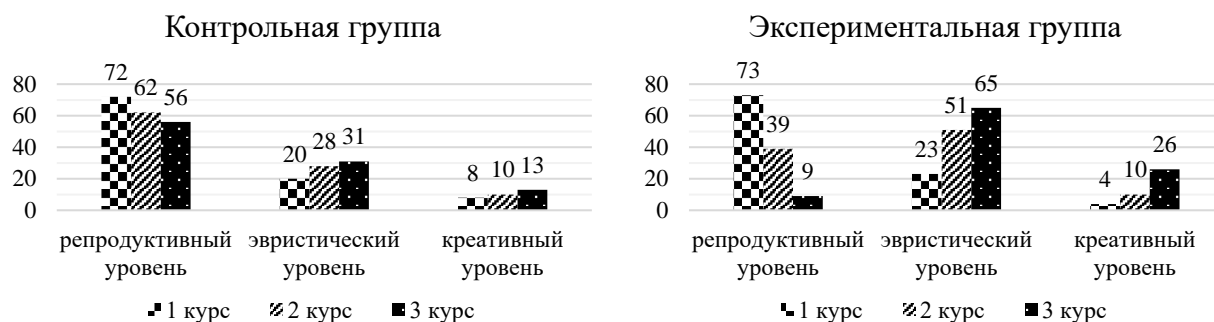 Контрольная группа
80
60
40
20
0
72
62
56
20
28
31
8
10
13
репродуктивный уровень
эвристический уровень
креативный уровень
1 курс 2 курс 3 курс
Экспериментальная группа
80
60
40
20
0
73
39
9
23
51
65
4
10
26
репродуктивный уровень
эвристический уровень
креативный уровень
1 курс 2 курс 3 курс